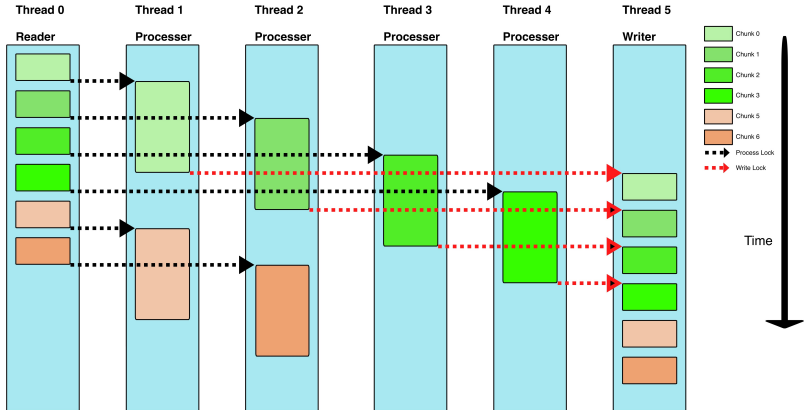 Thread 0
Thread 1
Thread 2
Thread 3
Thread 4
Thread 5
Reader
Processer
Processer
Processer
Processer
Writer
Chunk 0
Chunk 1
Chunk 2
Chunk 3
Chunk 5
Chunk 6
Process Lock
Write Lock
Time